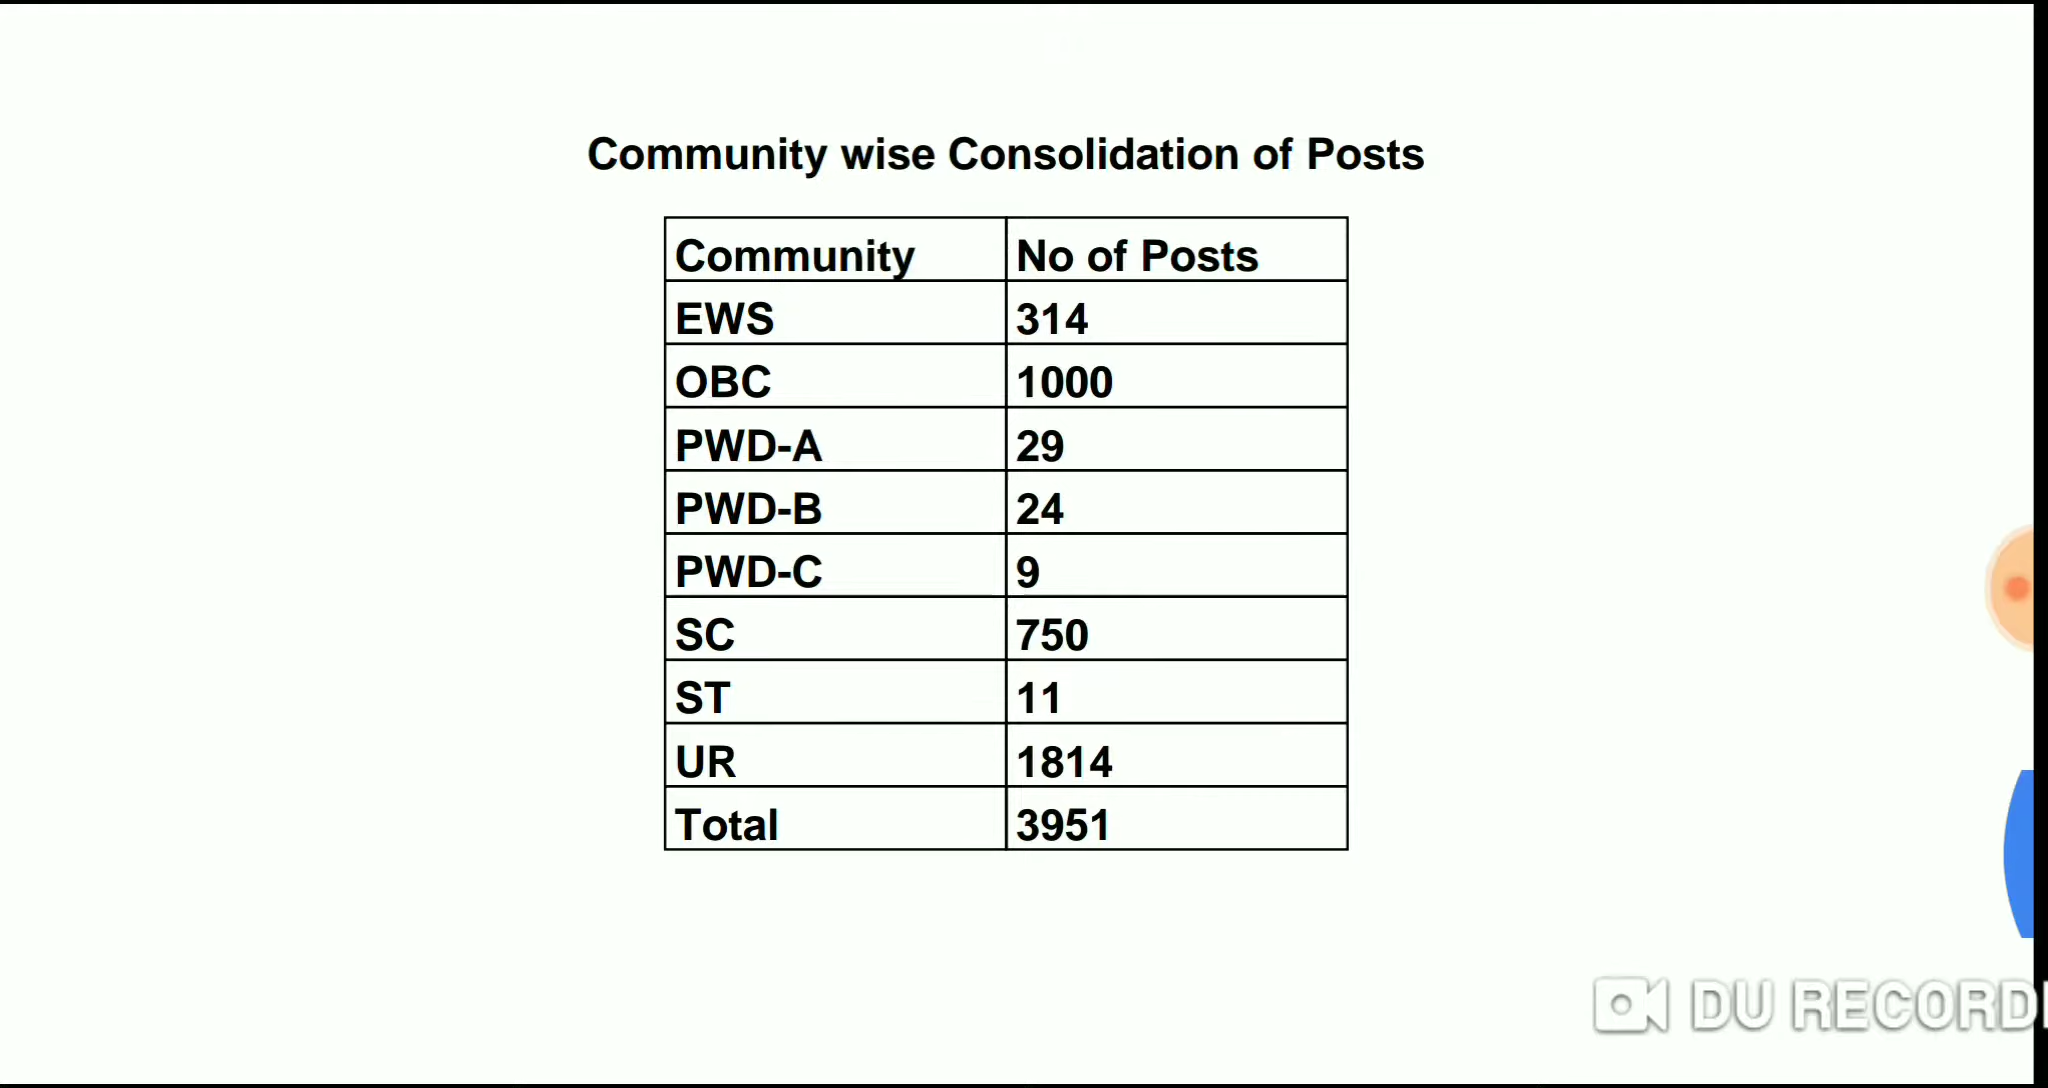 Community wise Consolidation of Posts
Community No of Posts
EWS 314
OBC 1000
PWD-A 29
PWD-B 24
PWD-C 9
SC 750
ST 11
UR 1814
Total 3951
DU RECORD